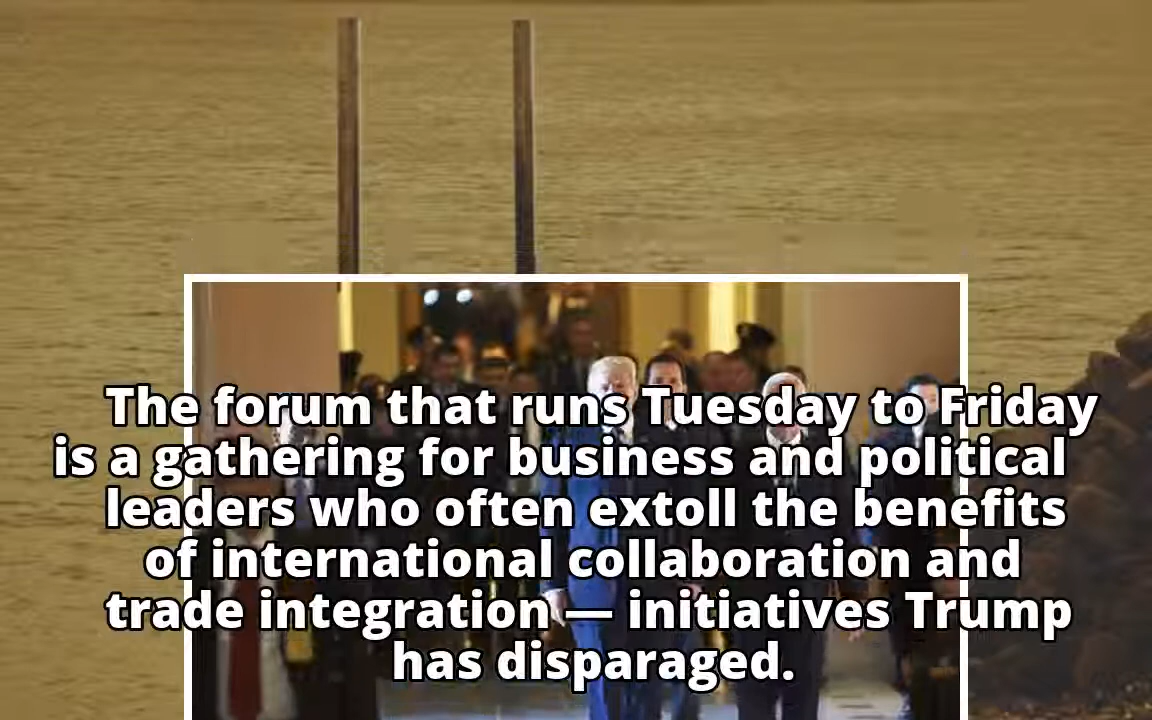 The forum that runs Tuesday to Friday
is a gathering for business and political
leaders who often extoll the benefits
of international collaboration and
trade integration — initiatives Trump
has disparaged.